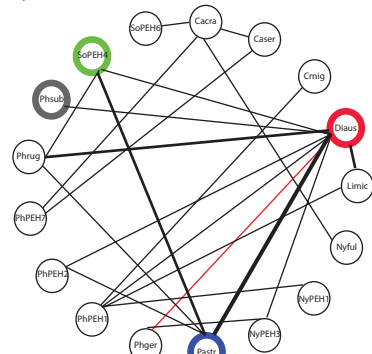 Cacra
SoPEH6
Caser
SoPEH4
Crnig
Phsub
Diaus
Phrug
Limic
PhPEH7
Nyful
PhPEH2
NyPEH1
PhPEH1
NyPEH3
Phger
Pastr